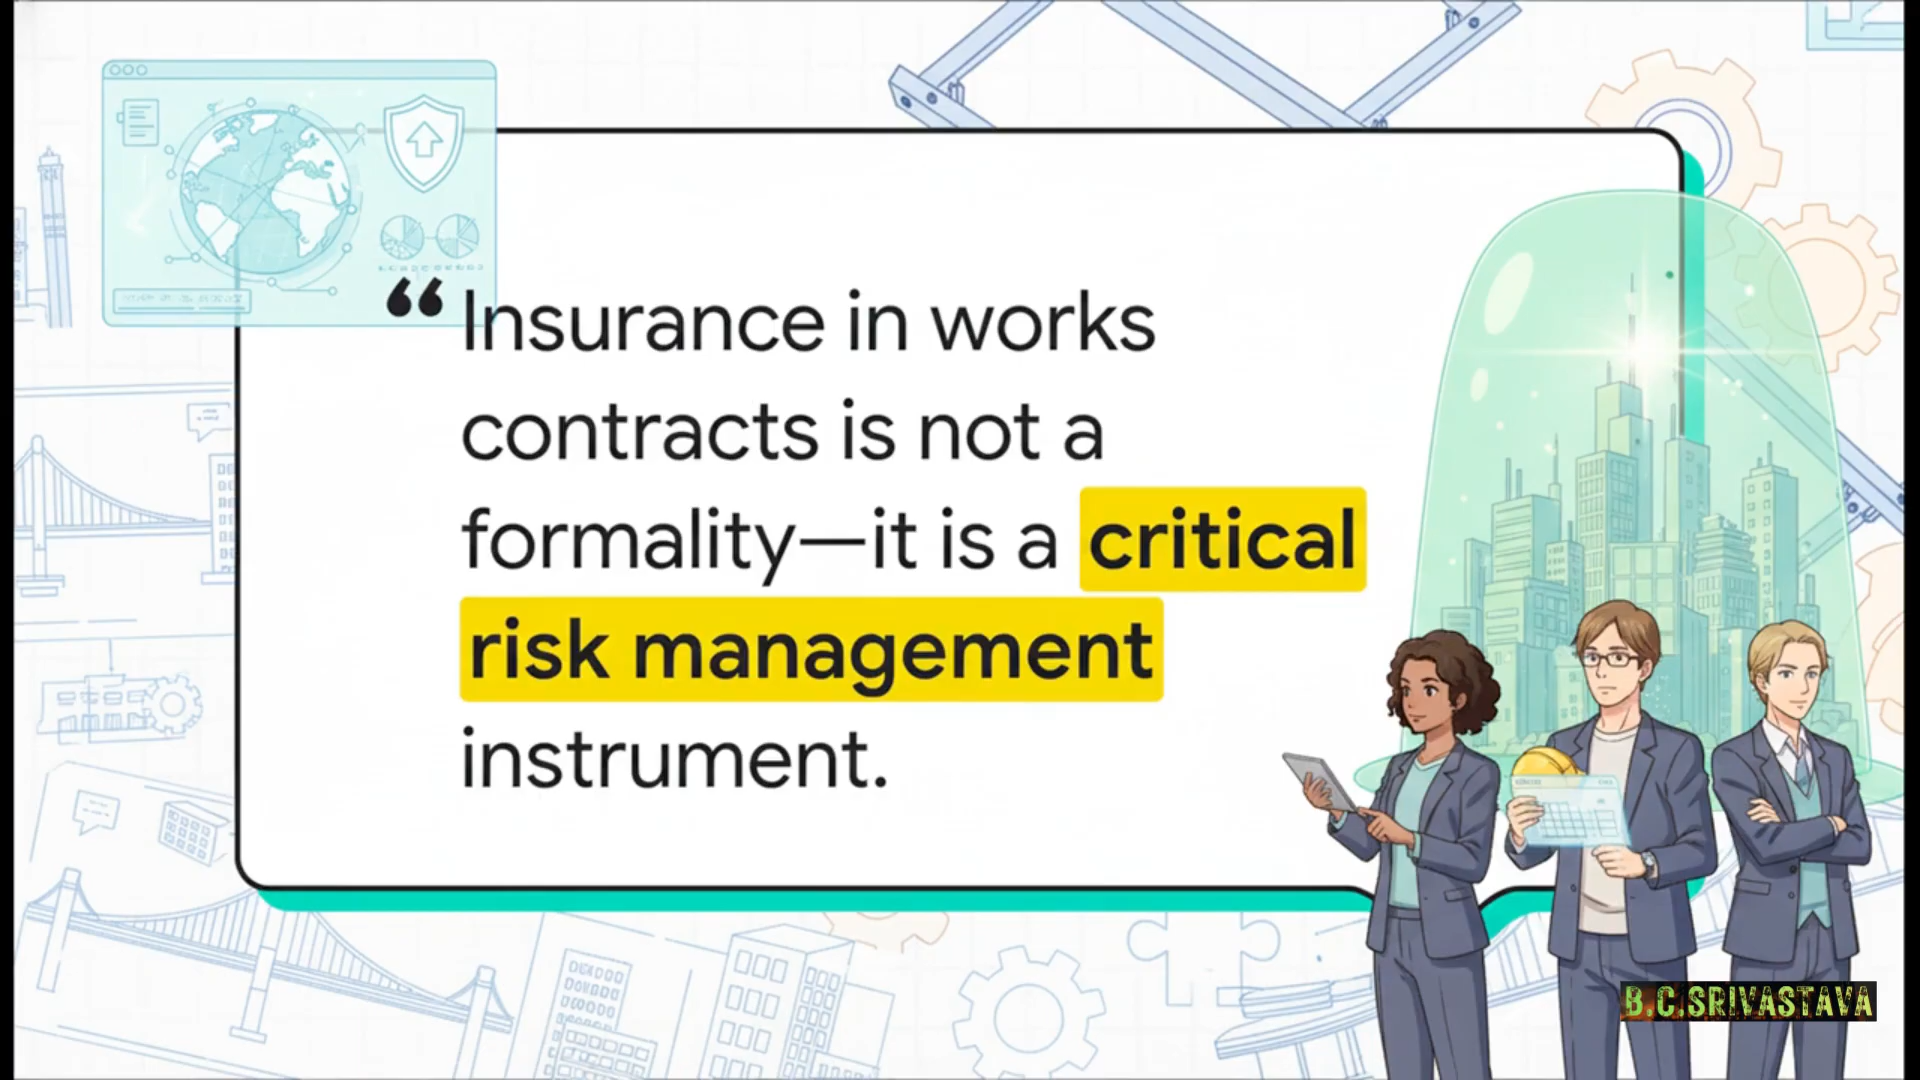 “Insurance in works
contracts is not a
formality—it is a critical
risk management
instrument.
B.C.SRIVASTAVA